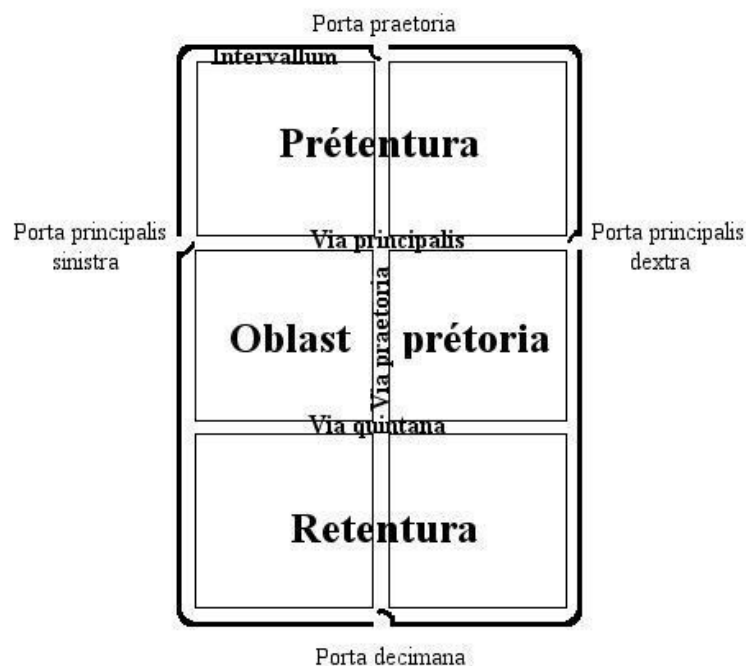 Porta praetoria
Intervallum
Prétentura
Porta principalis
sinistra
Via principalis
Porta principalis
dextra
Oblast prétoria
Via praetoria
Via quintana
Retentura
Porta decimana